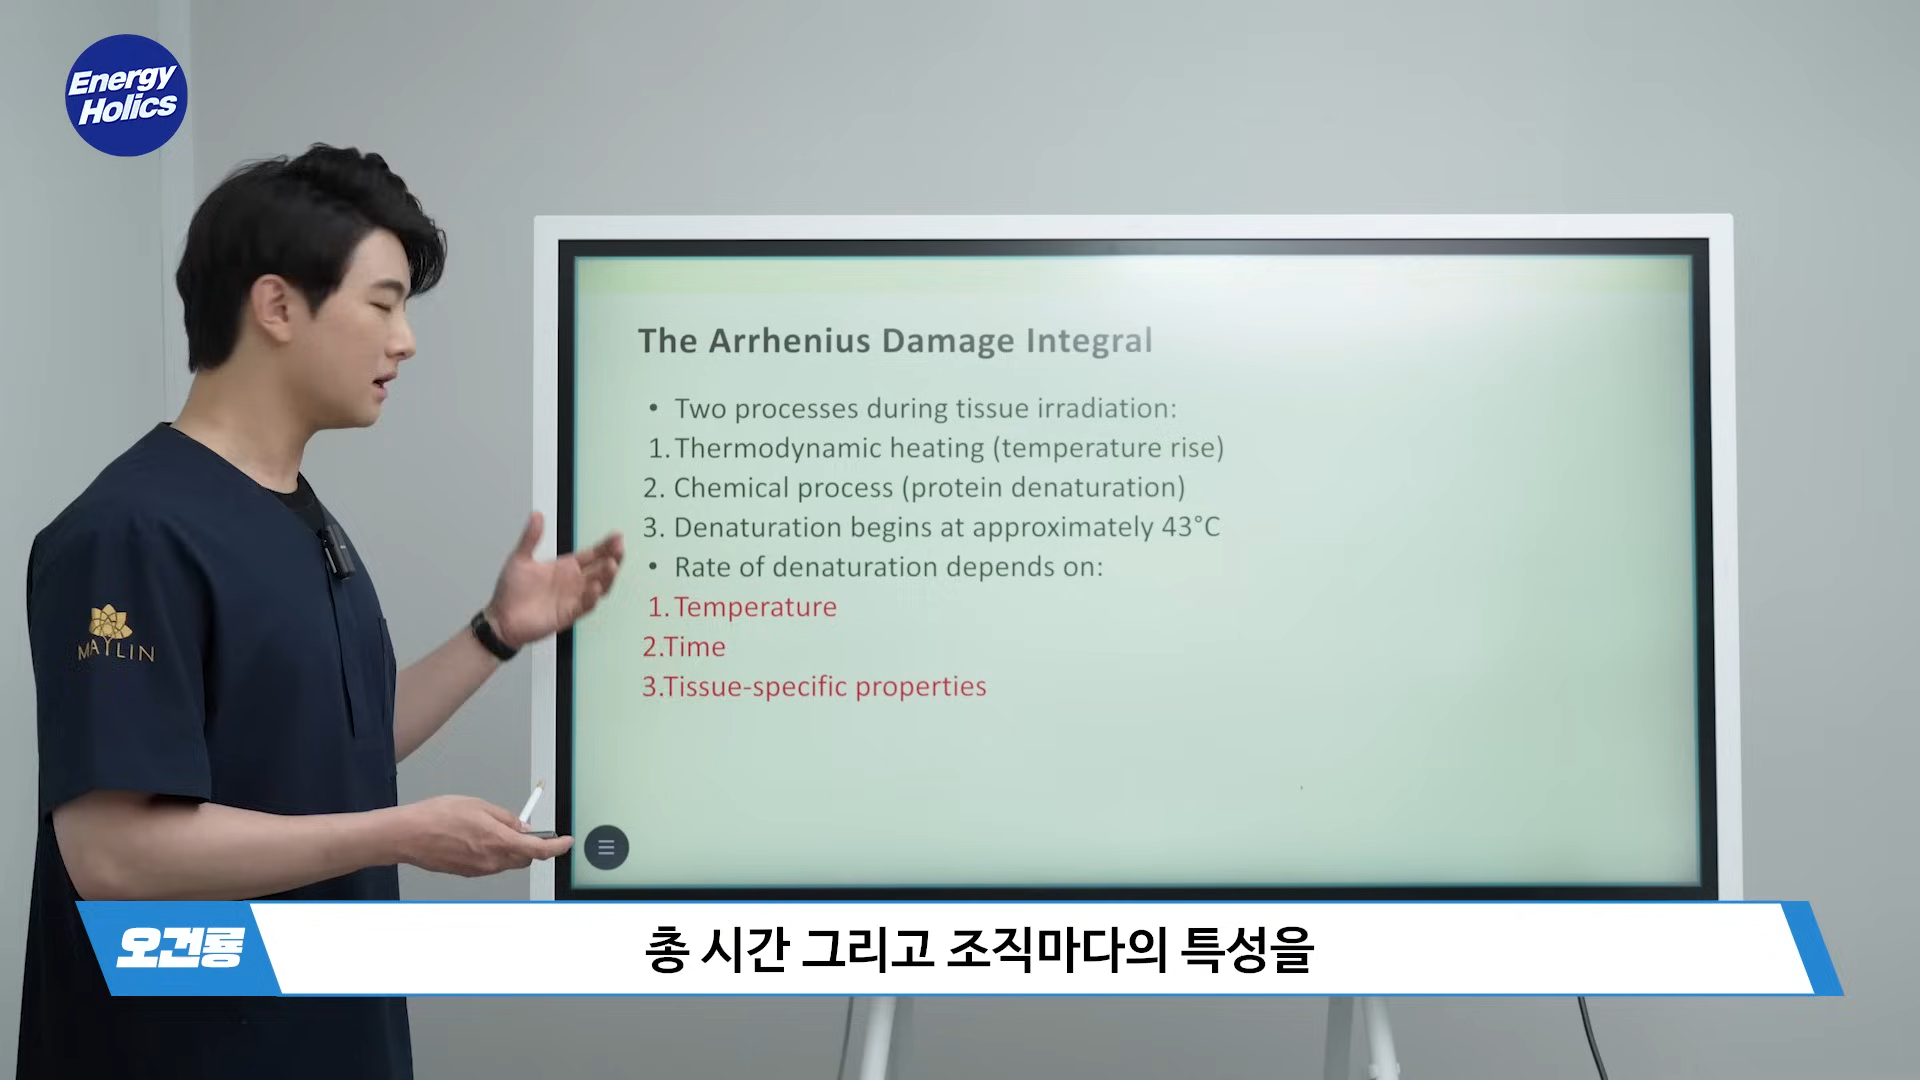 Energy
Holics
The Arrhenius Damage Integral
• Two processes during tissue irradiation:
1. Thermodynamic heating (temperature rise)
2. Chemical process (protein denaturation)
3. Denaturation begins at approximately 43°C
• Rate of denaturation depends on:
1. Temperature
2.Time
3.Tissue-specific properties
MAYLIN
오건룡
총 시간 그리고 조직마다의 특성을